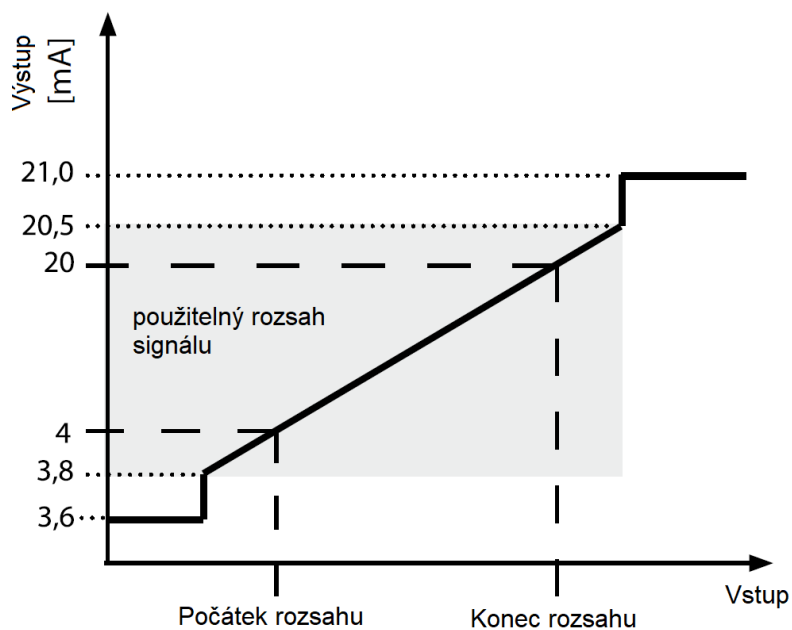 Výstup
[mA]
21,0
20,5
20
použitelný rozsah
signálu
4
3,8
3,6
Vstup
Počátek rozsahu
Konec rozsahu